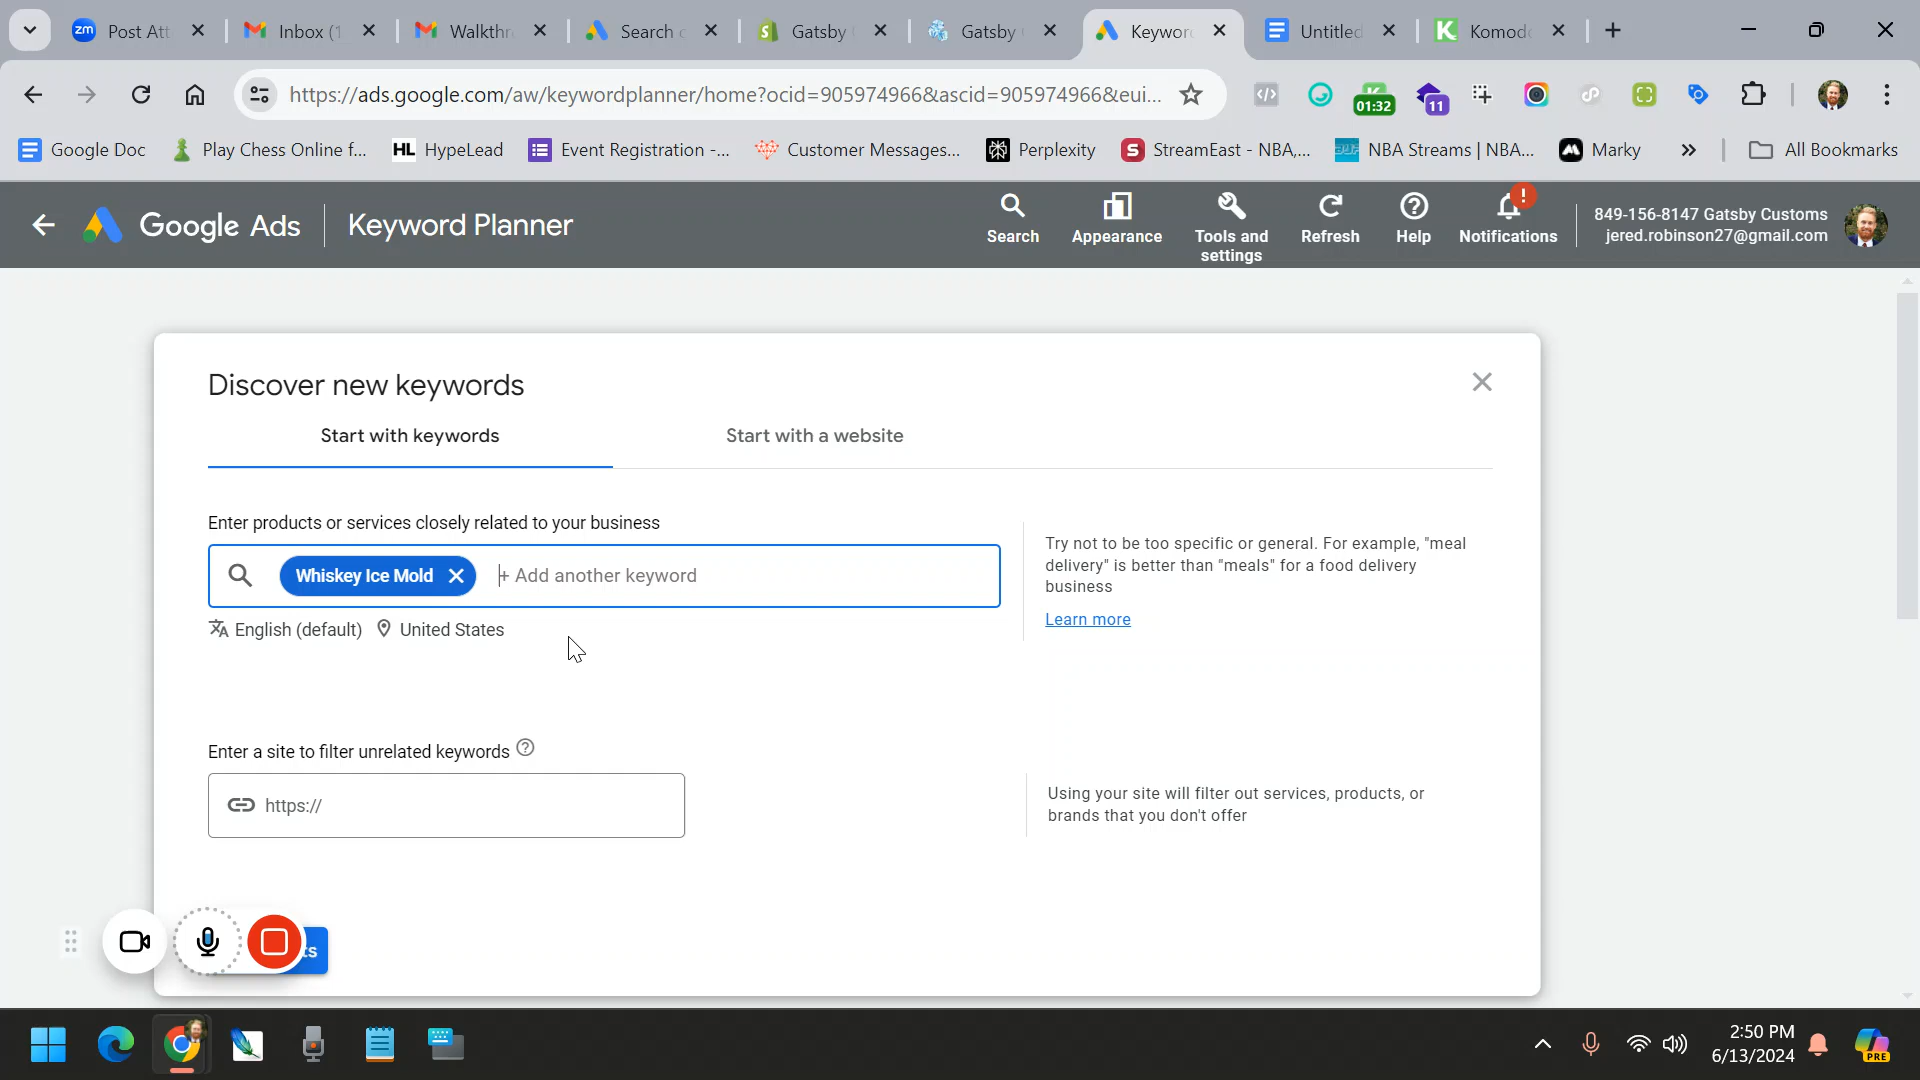 zm Post Att
Inbox (1
Walkthr
Search c
Gatsby
Gatsby
Keyword
Untitled
Komodo
https://ads.google.com/aw/keywordplanner/home?ocid=905974966&ascid=905974966&eui...
01:32
11
Google Doc
Play Chess Online f...
HL HypeLead
Event Registration -...
Customer Messages...
Perplexity
S StreamEast - NBA,...
NBA Streams | NBA...
Marky
»
All Bookmarks
Google Ads
Keyword Planner
Search
Appearance
Tools and
settings
Refresh
Help
Notifications
849-156-8147 Gatsby Customs
jered.robinson27@gmail.com
Discover new keywords
Start with keywords
Start with a website
Enter products or services closely related to your business
Whiskey Ice Mold
+ Add another keyword
English (default)
United States
Try not to be too specific or general. For example, "meal
delivery" is better than "meals" for a food delivery
business
Learn more
Enter a site to filter unrelated keywords
https://
Using your site will filter out services, products, or
brands that you don't offer
ts
2:50 PM
6/13/2024
PRE